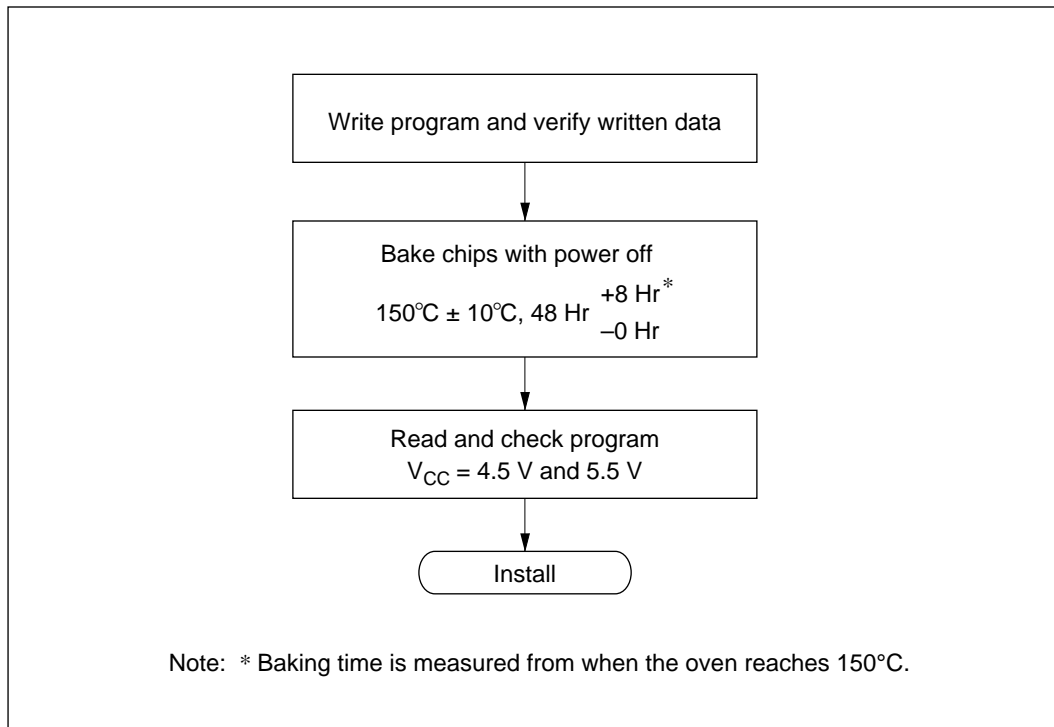 Write program and verify written data
Bake chips with power off
150°C ± 10°C, 48 Hr +8 Hr*
–0 Hr
Read and check program
VCC = 4.5 V and 5.5 V
Install
Note: * Baking time is measured from when the oven reaches 150°C.